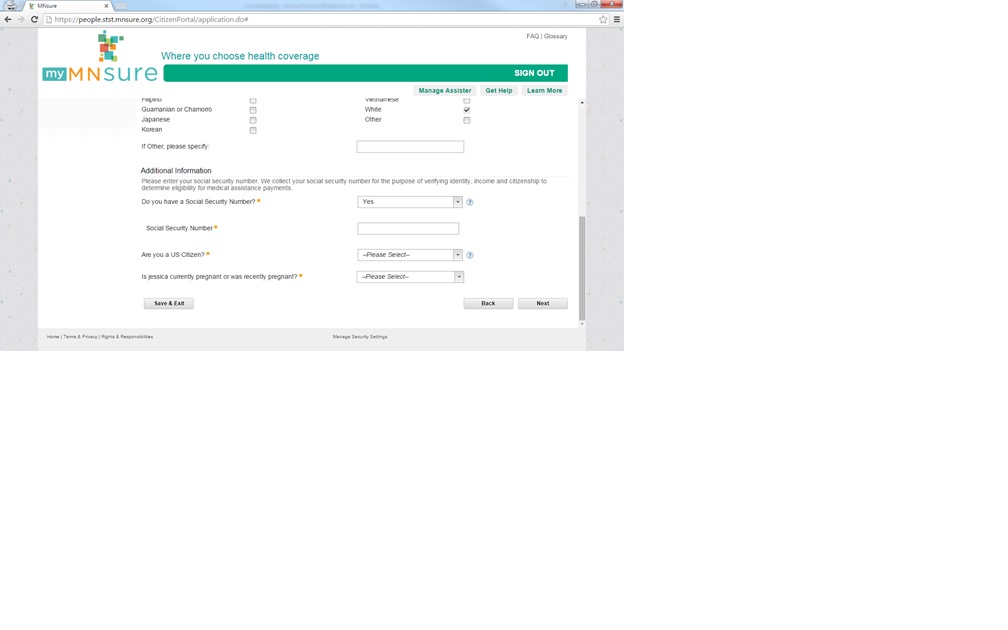 MNsure
https://people.stst.mnsure.org/CitizenPortal/application.do#
FAQ | Glossary
Where you choose health coverage
my MNsure
SIGN OUT
Manage Assister Get Help Learn More
Filipino Vietnamese
Guamanian or Chamorro White
Japanese Other
Korean
If Other, please specify:
Additional Information
Please enter your social security number. We collect your social security number for the purpose of verifying identity, income and citizenship to
determine eligibility for medical assistance payments
Do you have a Social Security Number?* Yes
Social Security Number*
Are you a US Citizen?* --Please Select--
Is jessica currently pregnant or was recently pregnant? * --Please Select--
Save & Exit Back Next
Home | Terms & Privacy | Rights & Responsibilities Manage Security Settings